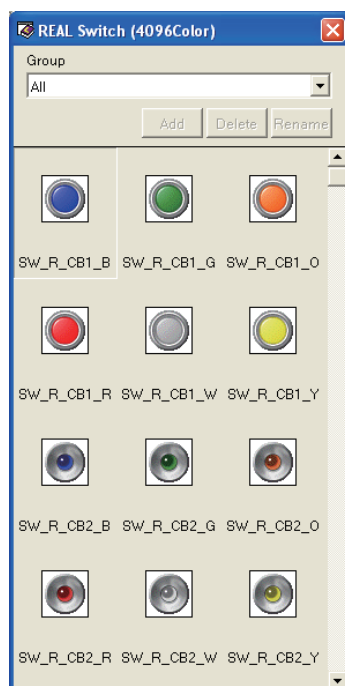 REAL Switch (4096Color)
Group
All
Add Delete Rename
SW_R_CB1_B SW_R_CB1_G SW_R_CB1_O
SW_R_CB1_R SW_R_CB1_W SW_R_CB1_Y
SW_R_CB2_B SW_R_CB2_G SW_R_CB2_O
SW_R_CB2_R SW_R_CB2_W SW_R_CB2_Y